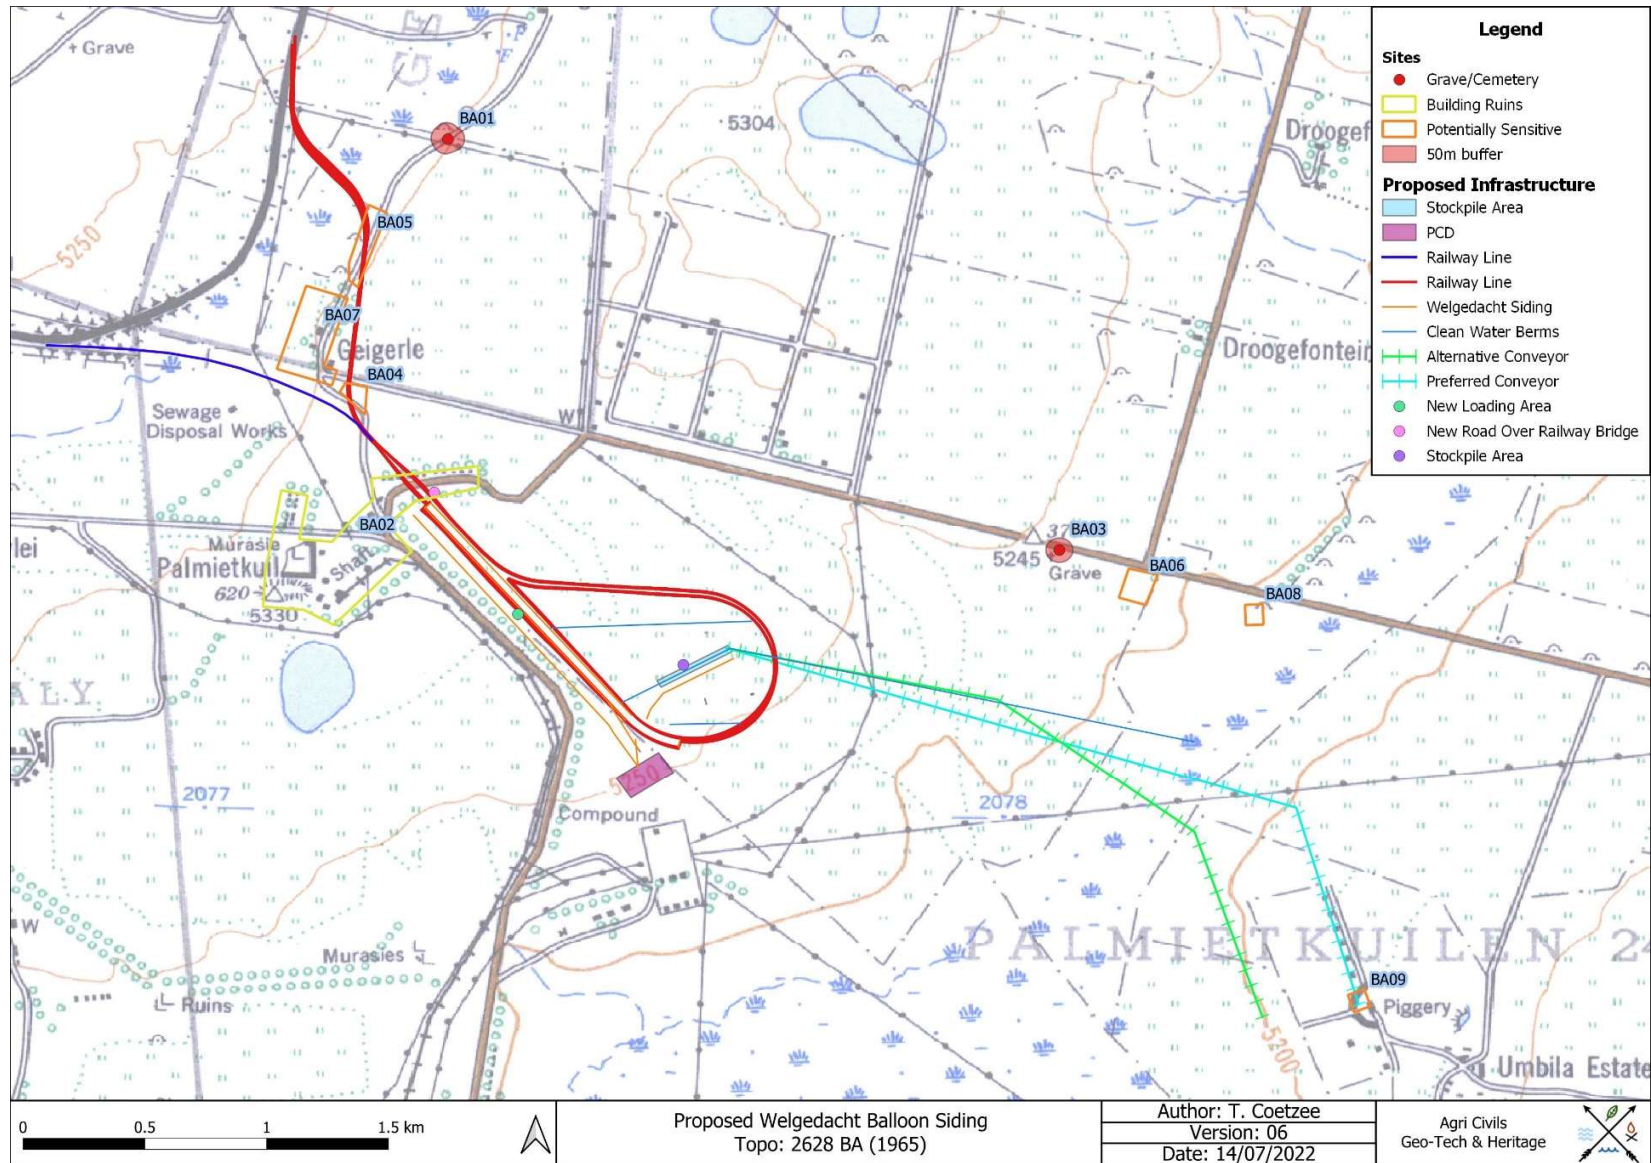 Grave
BA01
5304
Droogef
5250
BA05
BA07
Geigerle
BA04
W
Droogefontein
Sewage
Disposal Works
BA02
Murasie
Shaft
620
5330
lei
BA03
5245
Grave
BA06
BA08
ALY
2077
5250
Compound
2078
W
Murasies
Ruins
PALMIETKUILEN 2
BA09
Piggery
5200
Umbila Estate
Legend
Sites
Grave/Cemetery
Building Ruins
Potentially Sensitive
50m buffer
Proposed Infrastructure
Stockpile Area
PCD
Railway Line
Railway Line
Welgedacht Siding
Clean Water Berms
Alternative Conveyor
Preferred Conveyor
New Loading Area
New Road Over Railway Bridge
Stockpile Area
0 0.5 1 1.5 km
Proposed Welgedacht Balloon Siding
Topo: 2628 BA (1965)
Author: T. Coetzee
Version: 06
Date: 14/07/2022
Agri Civils
Geo-Tech & Heritage